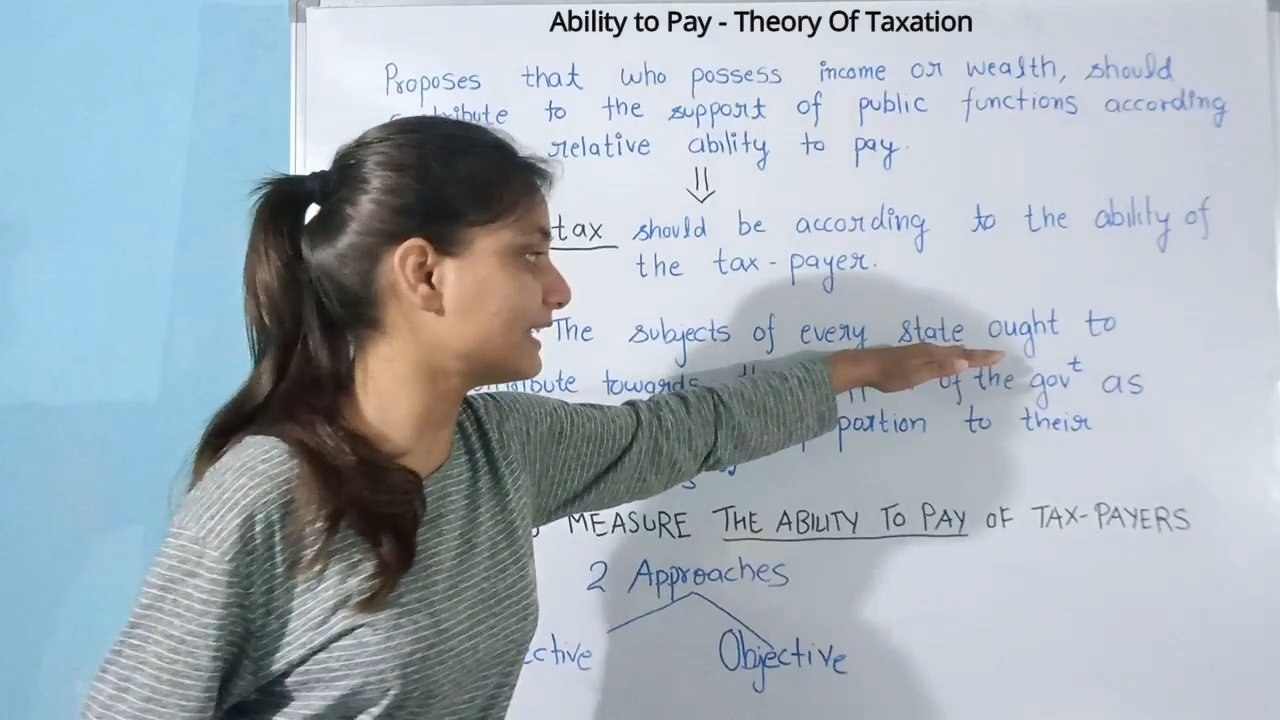 Ability to Pay - Theory Of Taxation
Proposes that who possess income or wealth, should
to the support of public functions according
relative ability to pay.
tax should be according to the ability of
the tax-payer.
The subjects of every state ought to
towards of the govt as
to their
MEASURE THE ABILITY TO PAY OF TAX-PAYERS
2 Approaches
Objective